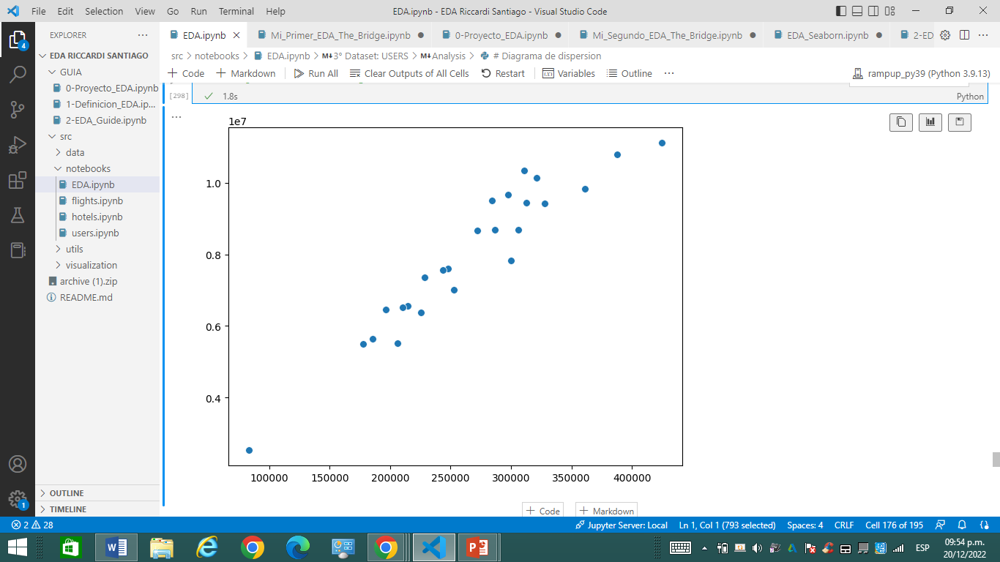 File Edit Selection View Go Run Terminal Help EDA.ipynb - EDA Riccardi Santiago - Visual Studio Code
EXPLORER ···
EDA.ipynb Mi_Primer_EDA_The_Bridge.ipynb 0-Proyecto_EDA.ipynb Mi_Segundo_EDA_The_Bridge.ipynb EDA_Seaborn.ipynb 2-ED
src > notebooks > EDA.ipynb > M↓3° Dataset: USERS > M↓Analysis > # Diagrama de dispersion
+ Code + Markdown Run All Clear Outputs of All Cells Restart Variables Outline ··· rampup_py39 (Python 3.9.13)
EDA RICCARDI SANTIAGO
GUIA
0-Proyecto_EDA.ipynb
1-Definicion_EDA.ip...
2-EDA_Guide.ipynb
src
data
notebooks
EDA.ipynb
flights.ipynb
hotels.ipynb
users.ipynb
utils
visualization
archive (1).zip
README.md
OUTLINE
TIMELINE
4
1
[298] 1.8s Python
1e7
1.0
0.8
0.6
0.4
100000 150000 200000 250000 300000 350000 400000
+ Code + Markdown
2 28 Jupyter Server: Local Ln 1, Col 1 (793 selected) Spaces: 4 CRLF Cell 176 of 195
ESP
09:54 p.m.
20/12/2022